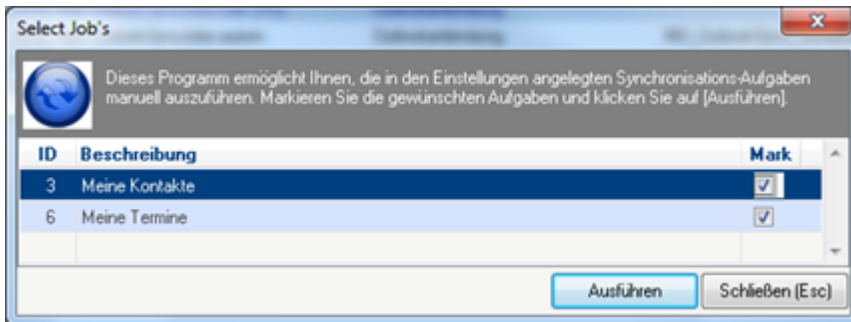 Select Job's
Dieses Programm ermöglicht Ihnen, die in den Einstellungen angelegten Synchronisations-Aufgaben
manuell auszuführen. Markieren Sie die gewünschten Aufgaben und klicken Sie auf [Ausführen].
ID Beschreibung Mark
3 Meine Kontakte
6 Meine Termine
Ausführen Schließen (Esc)